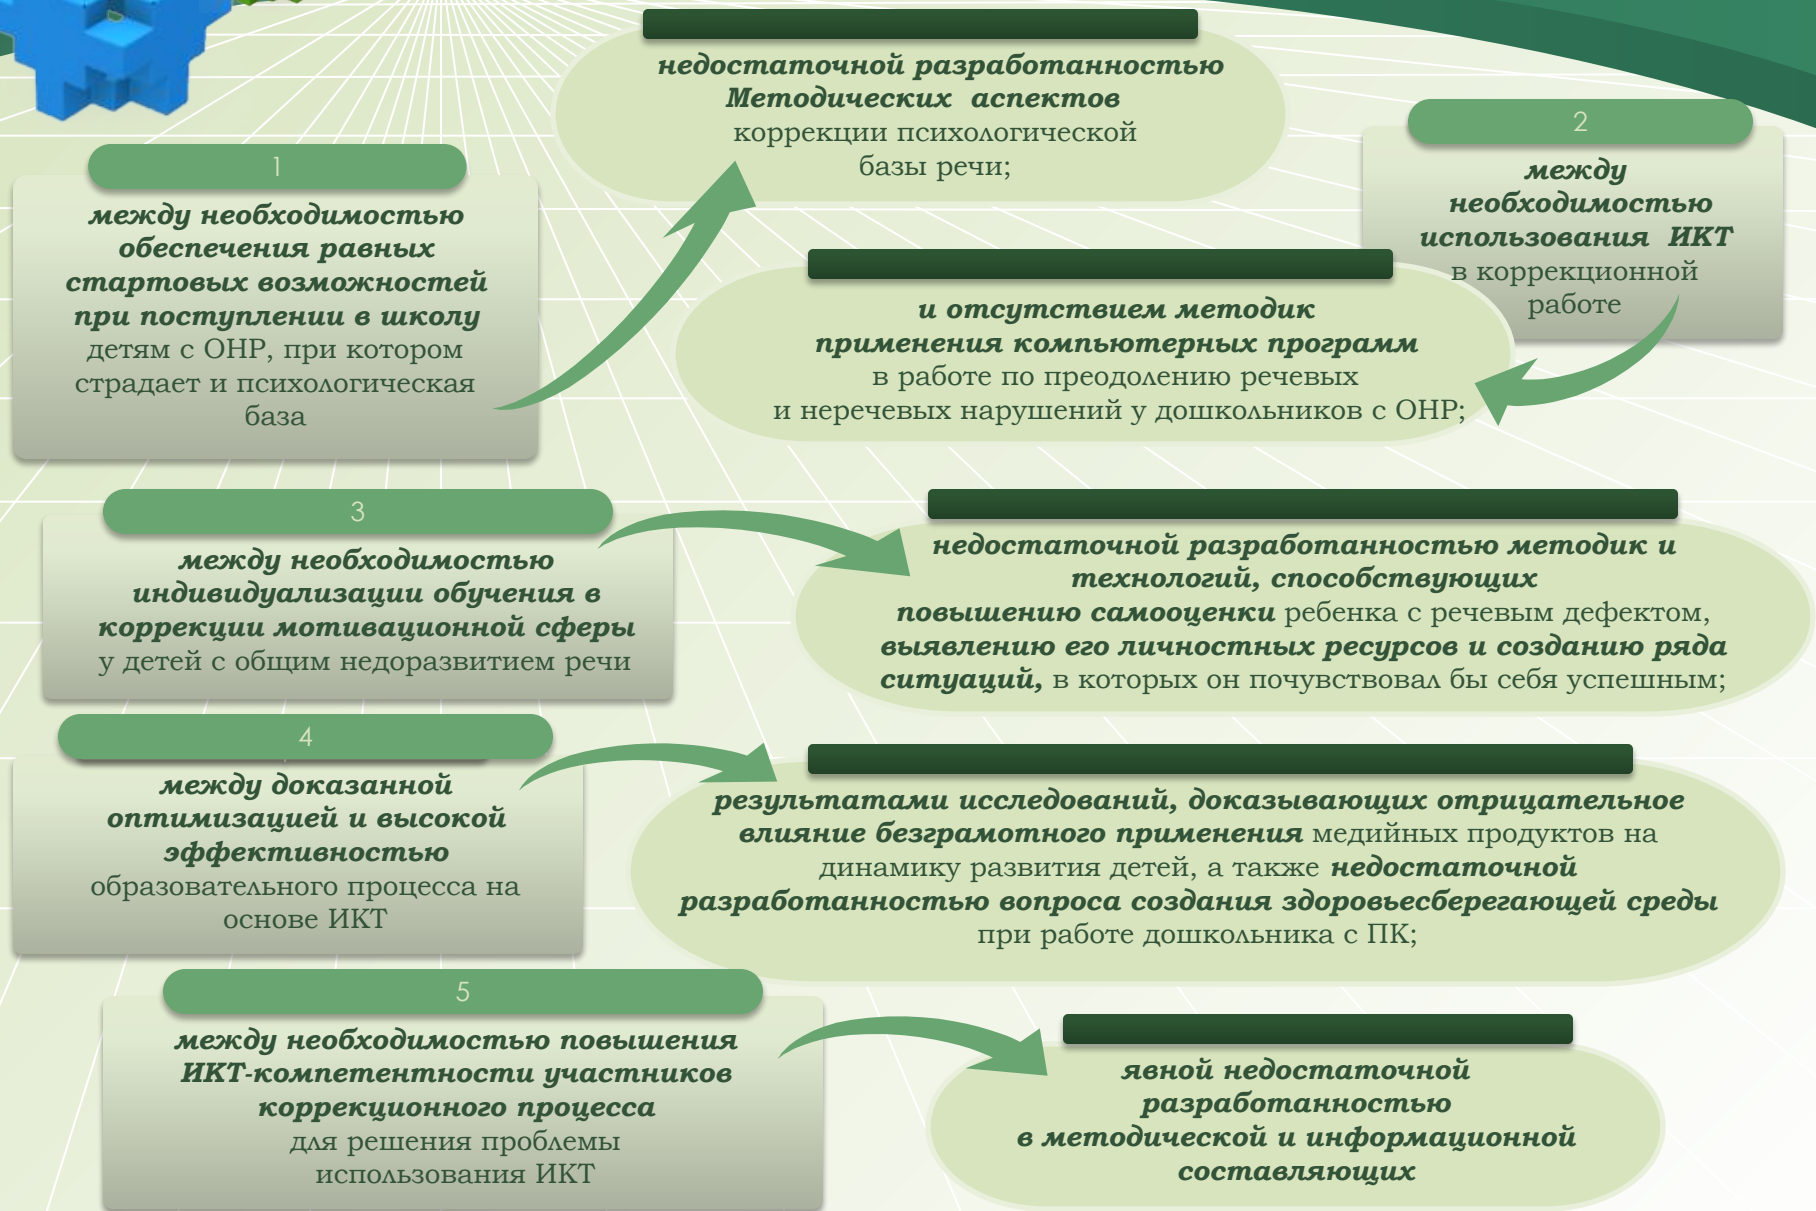 1
между необходимостью
обеспечения равных
стартовых возможностей
при поступлении в школу
детям с ОНР, при котором
страдает и психологическая
база
недостаточной разработанностью
Методических аспектов
коррекции психологической
базы речи;
2
между
необходимостью
использования ИКТ
в коррекционной
работе
и отсутствием методик
применения компьютерных программ
в работе по преодолению речевых
и неречевых нарушений у дошкольников с ОНР;
3
между необходимостью
индивидуализации обучения в
коррекции мотивационной сферы
у детей с общим недоразвитием речи
недостаточной разработанностью методик и
технологий, способствующих
повышению самооценки ребенка с речевым дефектом,
выявлению его личностных ресурсов и созданию ряда
ситуаций, в которых он почувствовал бы себя успешным;
4
между доказанной
оптимизацией и высокой
эффективностью
образовательного процесса на
основе ИКТ
результатами исследований, доказывающих отрицательное
влияние безграмотного применения медийных продуктов на
динамику развития детей, а также недостаточной
разработанностью вопроса создания здоровьесберегающей среды
при работе дошкольника с ПК;
5
между необходимостью повышения
ИКТ-компетентности участников
коррекционного процесса
для решения проблемы
использования ИКТ
явной недостаточной
разработанностью
в методической и информационной
составляющих